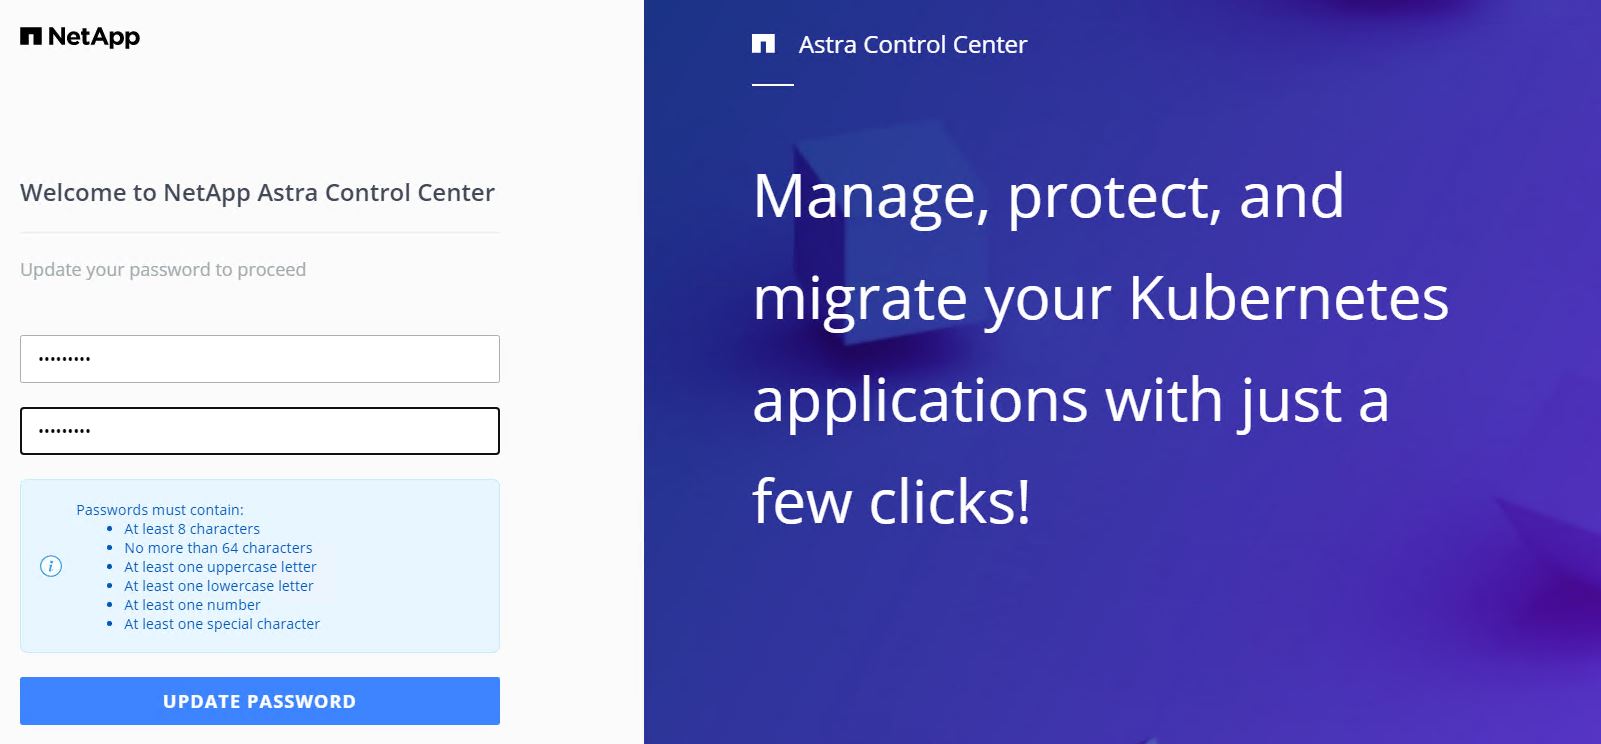 NetApp
Welcome to NetApp Astra Control Center
Update your password to proceed
•••••••••
•••••••••
Passwords must contain:
• At least 8 characters
• No more than 64 characters
• At least one uppercase letter
• At least one lowercase letter
• At least one number
• At least one special character
UPDATE PASSWORD
Astra Control Center
Manage, protect, and
migrate your Kubernetes
applications with just a
few clicks!